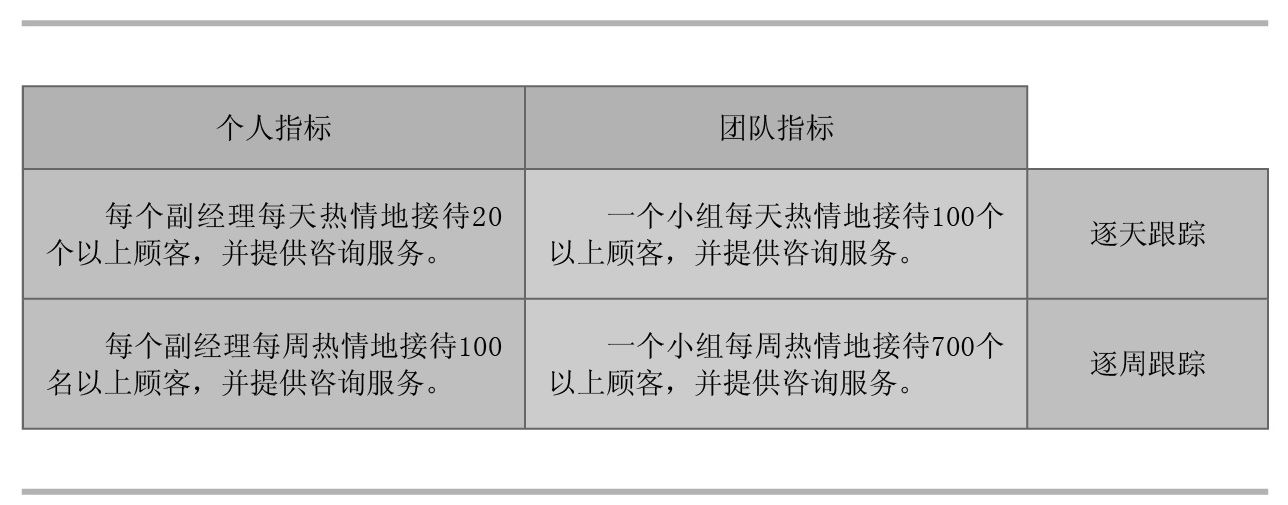 个人指标
团队指标
每个副经理每天热情地接待20
个以上顾客，并提供咨询服务。
一个小组每天热情地接待100个
以上顾客，并提供咨询服务。
逐天跟踪
每个副经理每周热情地接待100
名以上顾客，并提供咨询服务。
一个小组每周热情地接待700个
以上顾客，并提供咨询服务。
逐周跟踪